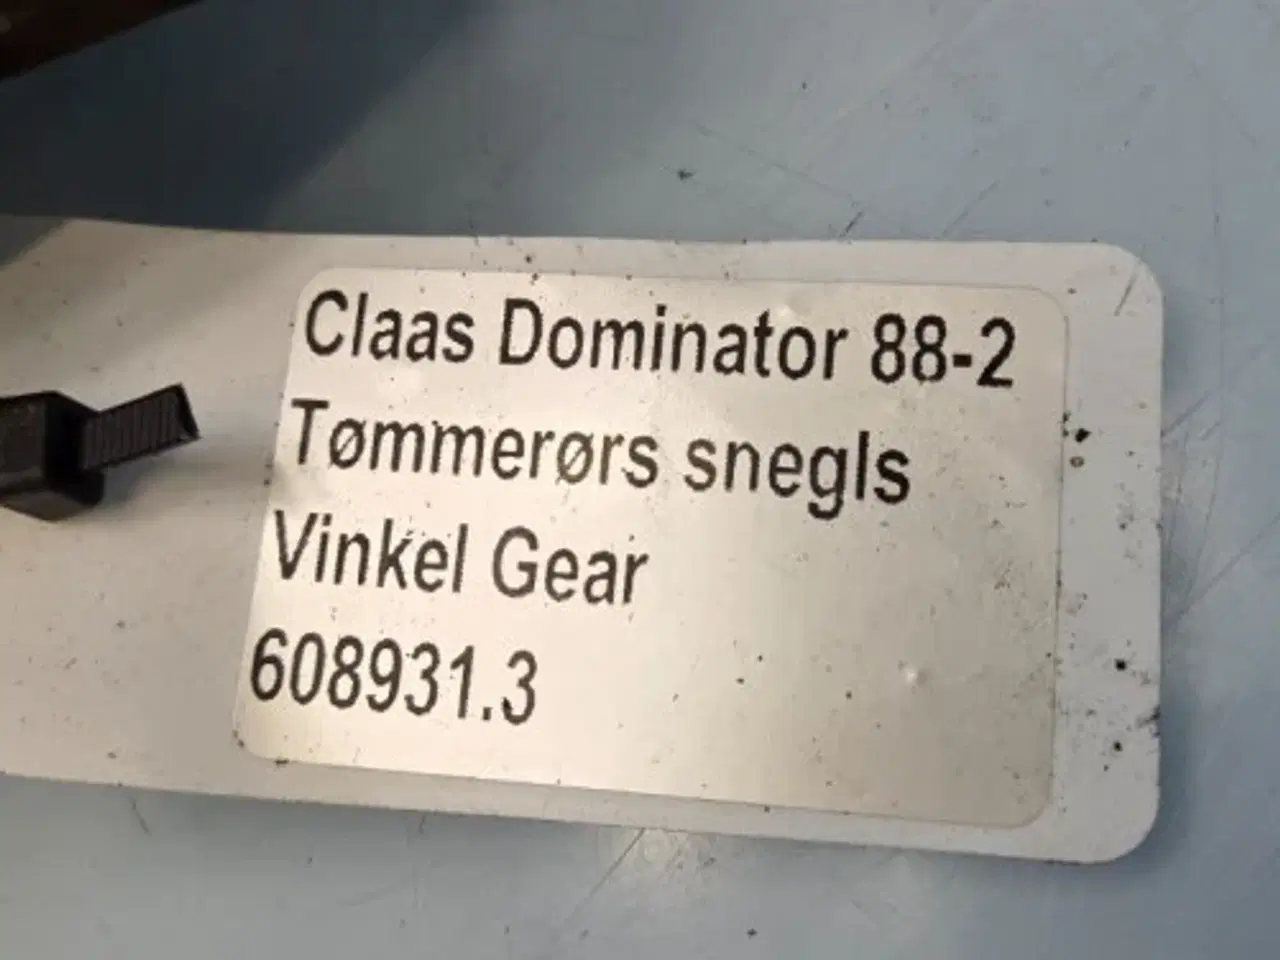 Claas Dominator 88-2
Tømmerørs snegls
Vinkel Gear
608931.3